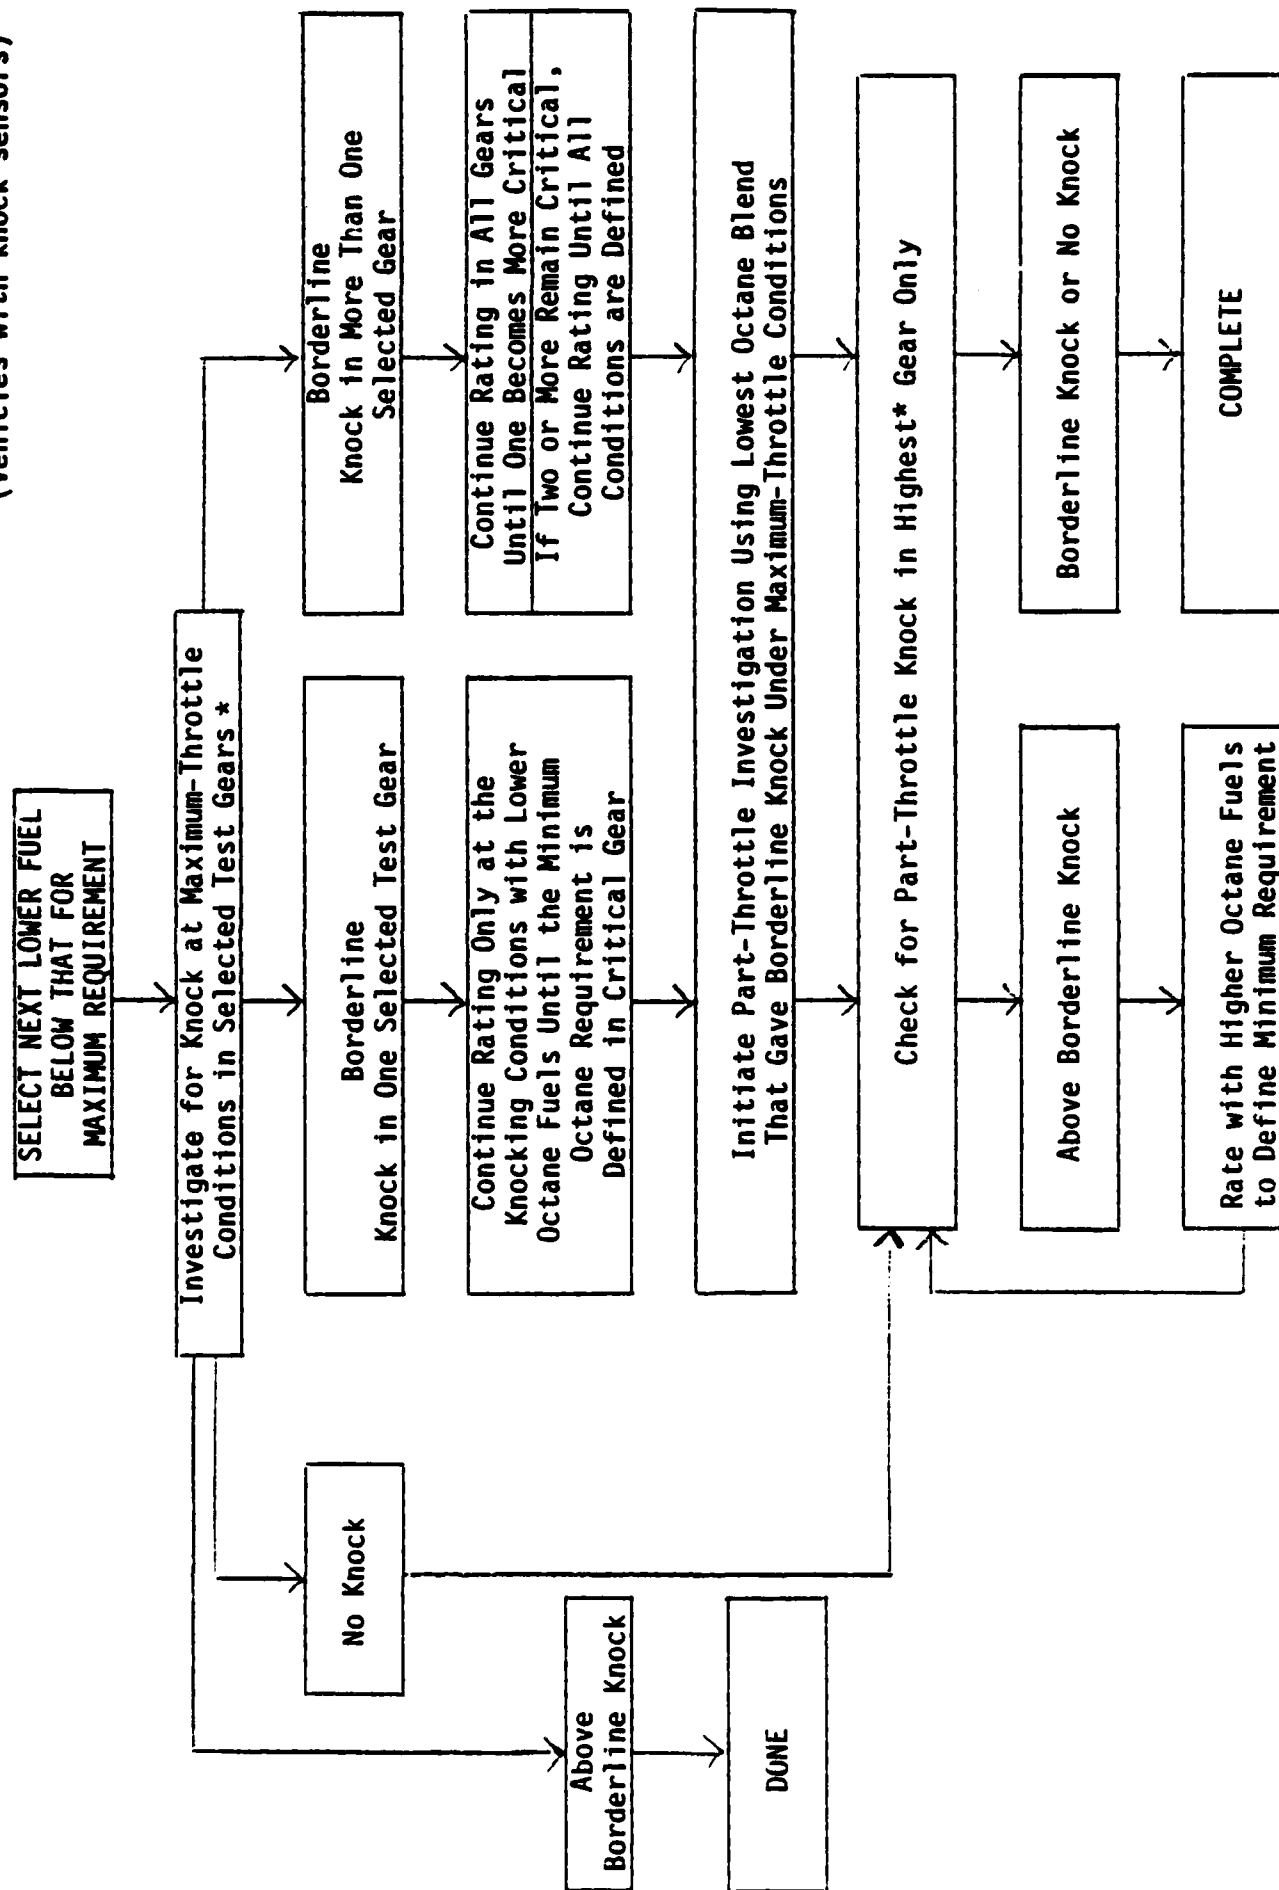 (Vehicles with knock sensors)
SELECT NEXT LOWER FUEL
BELOW THAT FOR
MAXIMUM REQUIREMENT
Investigate for Knock at Maximum-Throttle
Conditions in Selected Test Gears *
No Knock
Borderline
Knock in One Selected Test Gear
Borderline
Knock in More Than One
Selected Gear
Above
Borderline Knock
DONE
Continue Rating Only at the
Knocking Conditions with Lower
Octane Fuels Until the Minimum
Octane Requirement is
Defined in Critical Gear
Continue Rating in All Gears
Until One Becomes More Critical
If Two or More Remain Critical,
Continue Rating Until All
Conditions are Defined
Initiate Part-Throttle Investigation Using Lowest Octane Blend
That Gave Borderline Knock Under Maximum-Throttle Conditions
Check for Part-Throttle Knock in Highest* Gear Only
Above Borderline Knock
Borderline Knock or No Knock
Rate with Higher Octane Fuels
to Define Minimum Requirement
COMPLETE